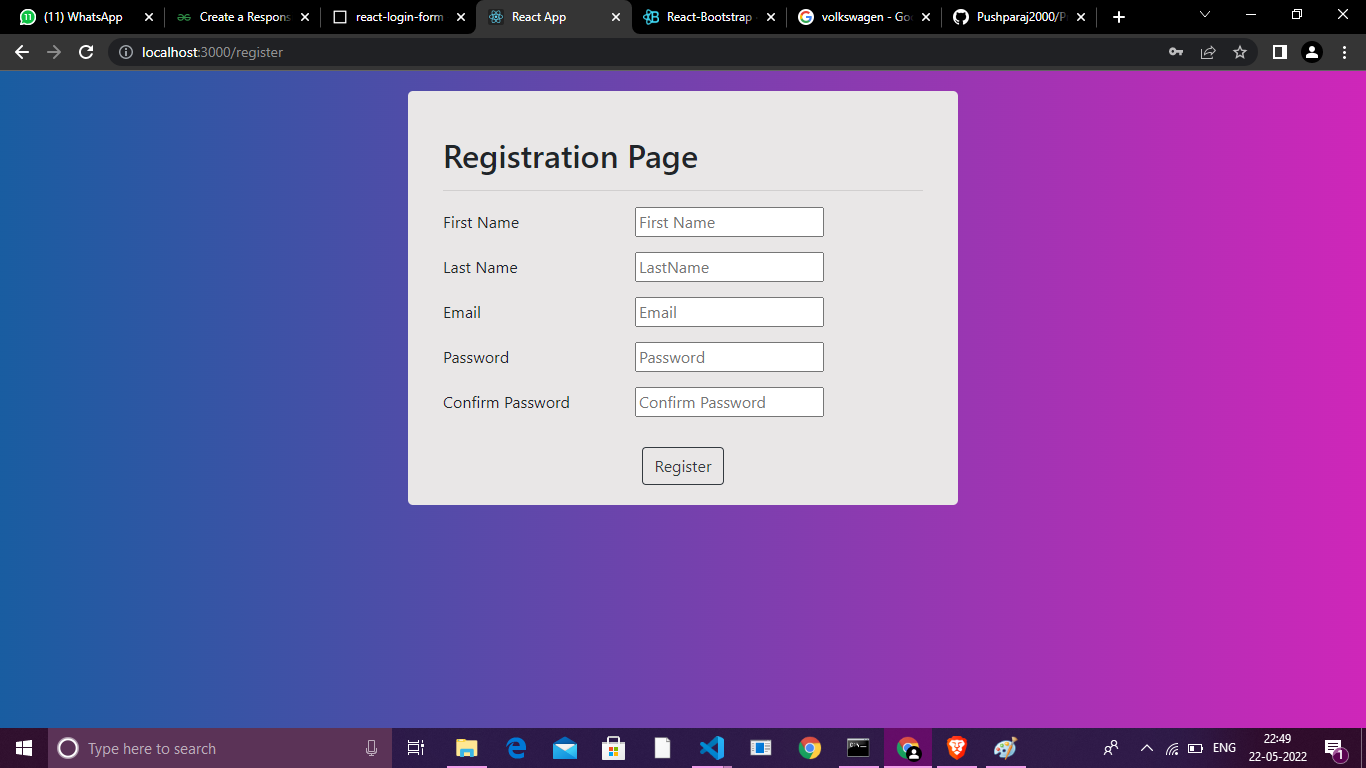 11
(11) WhatsApp
Create a Respons
react-login-form
React App
React-Bootstrap
volkswagen - Goo
Pushparaj2000/P
localhost:3000/register
Registration Page
First Name
First Name
Last Name
LastName
Email
Email
Password
Password
Confirm Password
Confirm Password
Register
Type here to search
ENG
22:49
22-05-2022
1